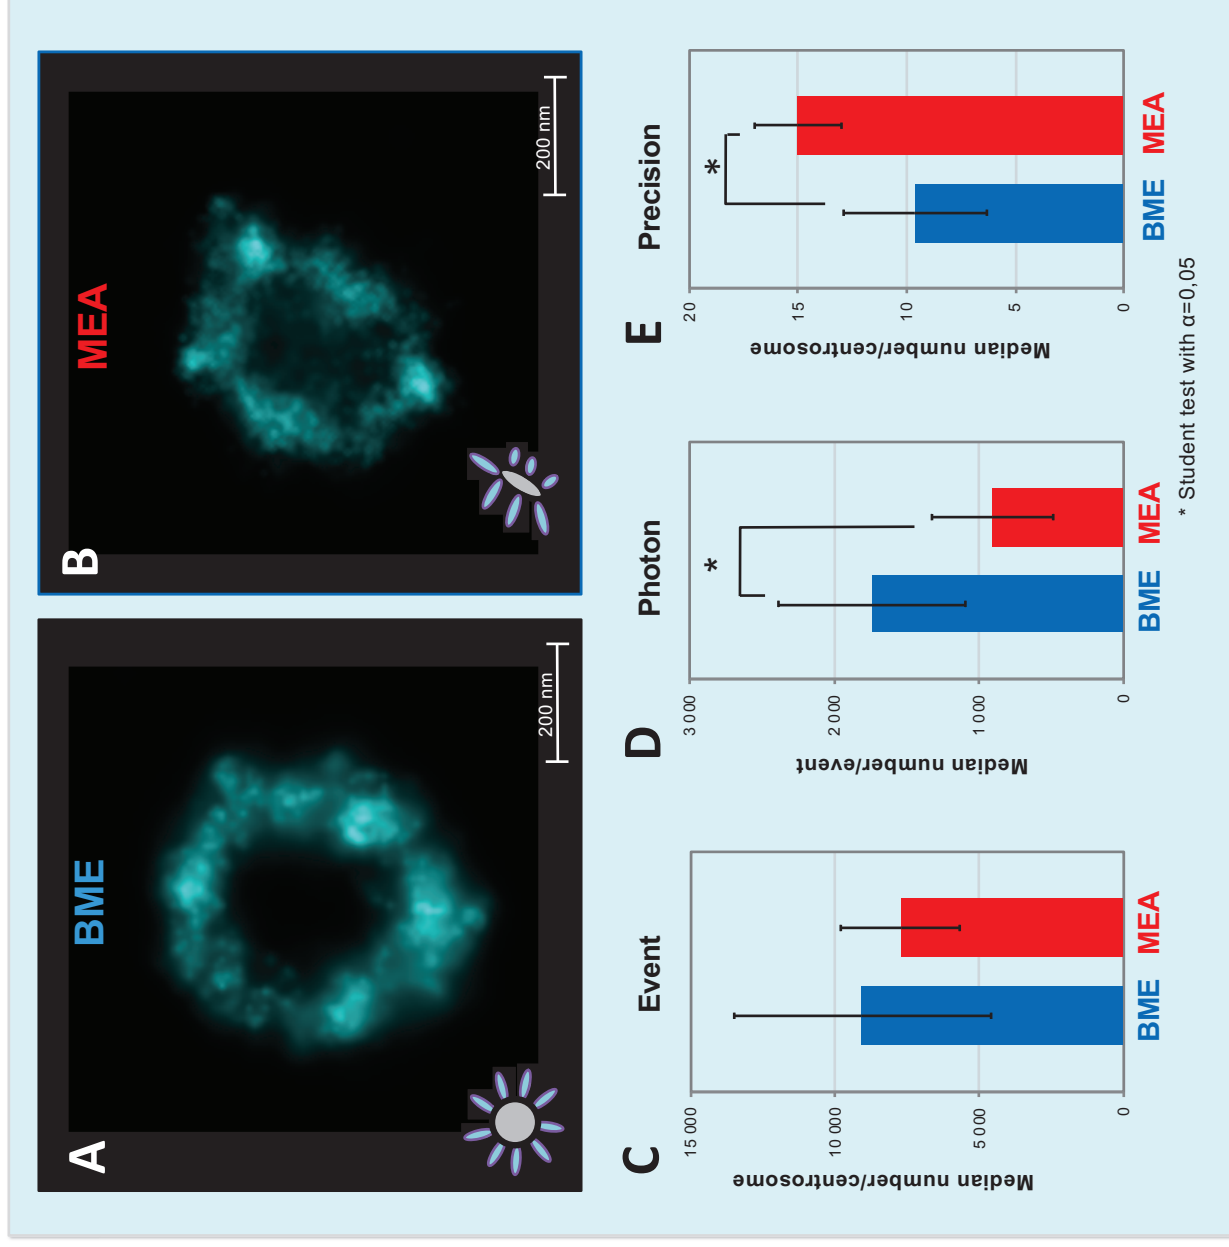 A
BME
200 nm
B
MEA
200 nm
C
Event
Median number/centrosome
15 000
10 000
5 000
0
BME
MEA
D
Photon
Median number/event
3 000
2 000
1 000
0
*
BME
MEA
E
Precision
Median number/centrosome
20
15
10
5
0
*
BME
MEA
* Student test with α=0,05